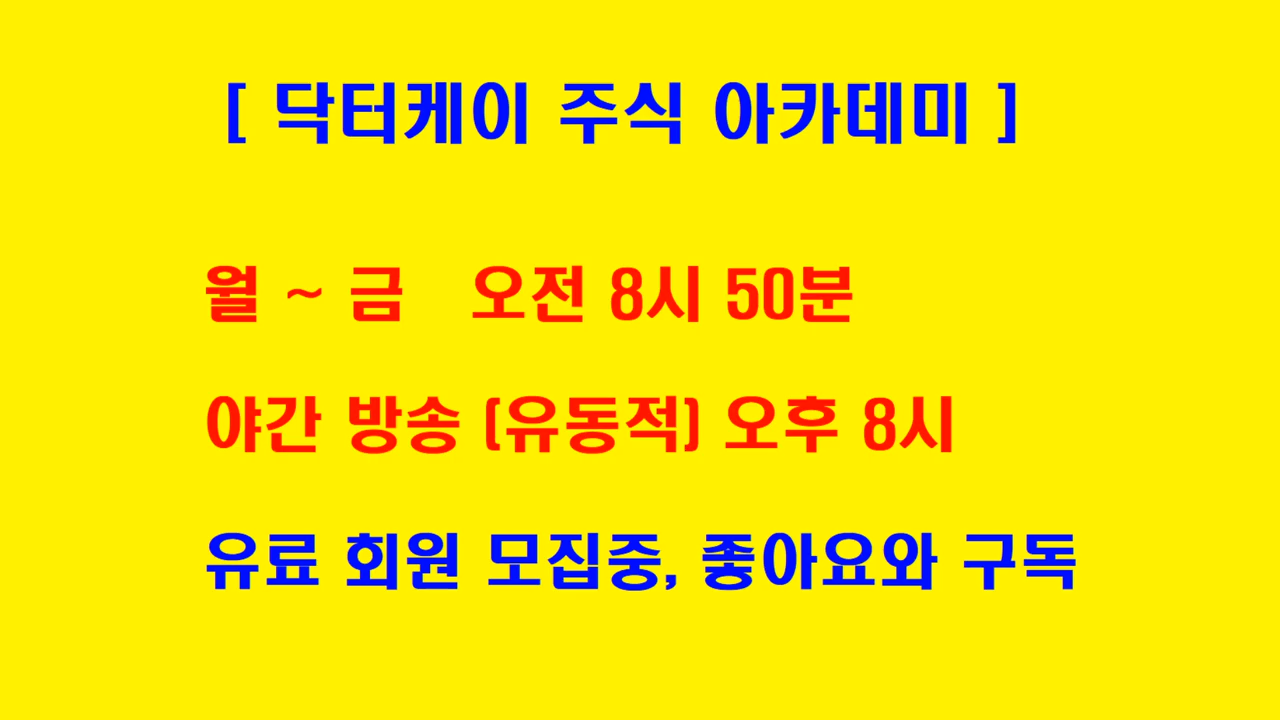 [ 닥터케이 주식 아카데미 ]
월 ~ 금 오전 8시 50분
야간 방송 (유동적) 오후 8시
유료 회원 모집중, 좋아요와 구독